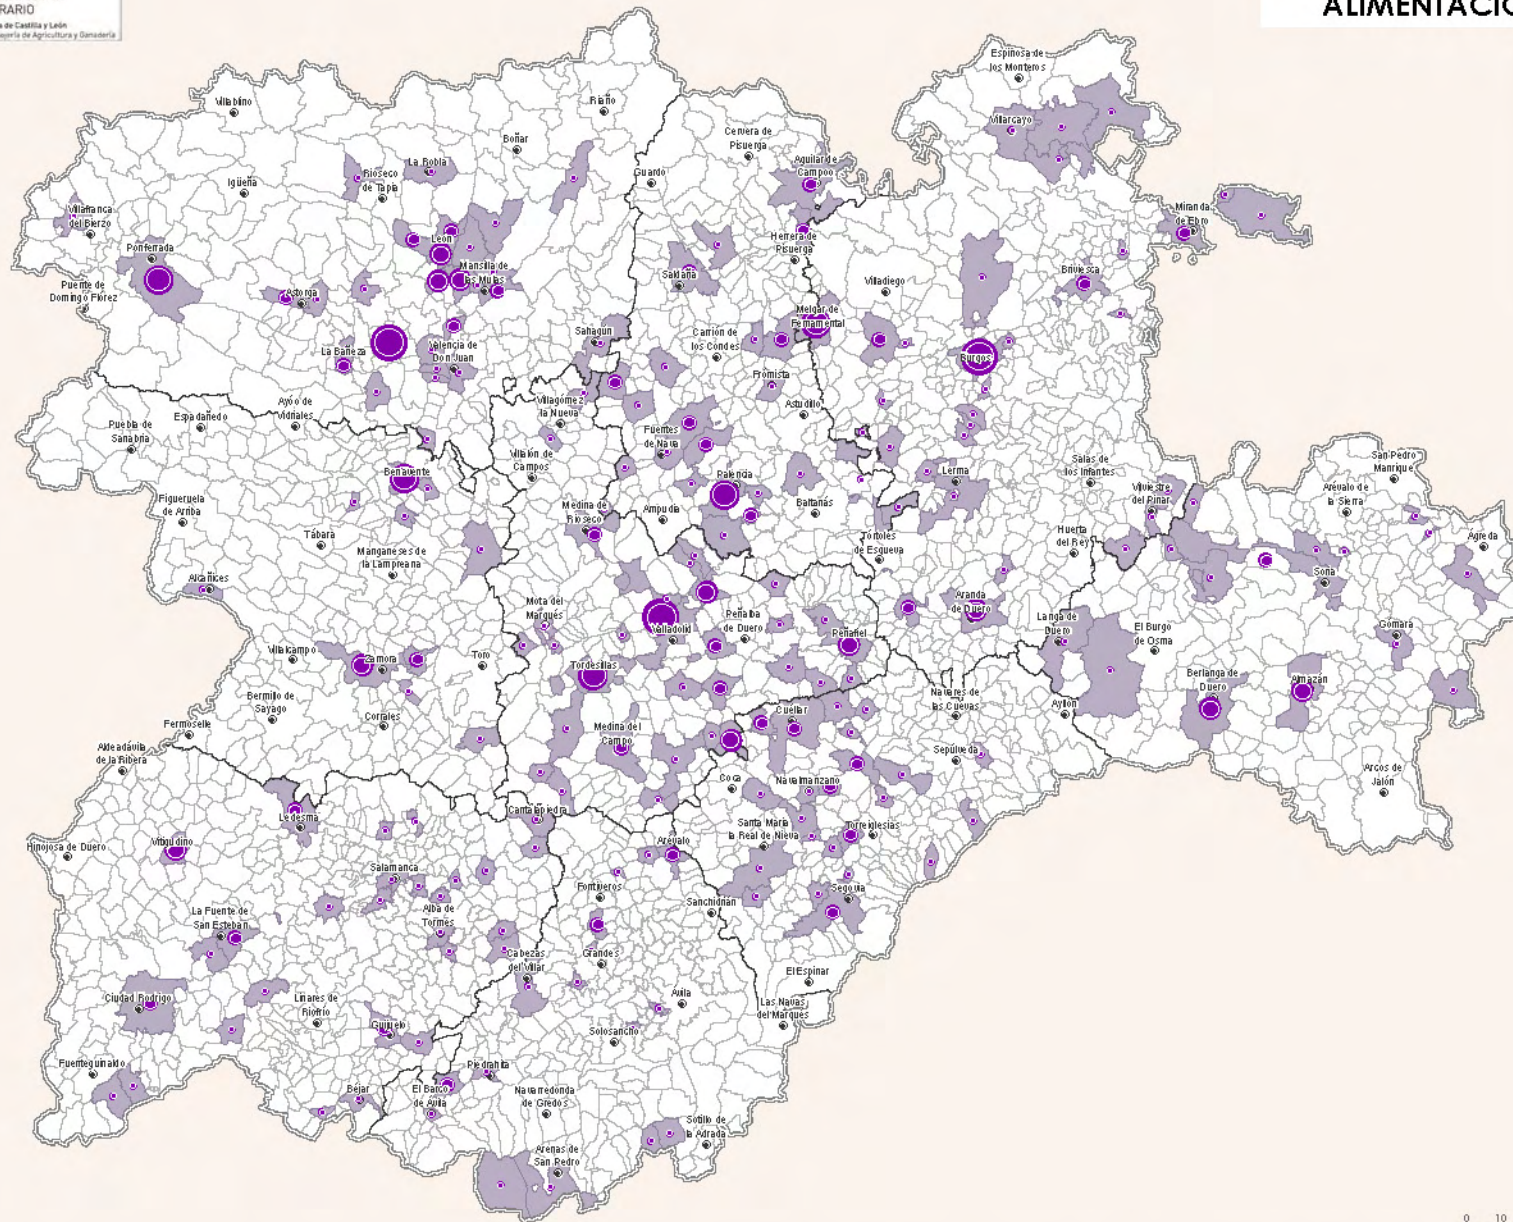 RARIO
de Castilla y León
ejería de Agricultura y Ganadería
ALIMENTACIÓ
Espinosa de
los Monteros
Villablino
Riaño
Villarcayo
Cervera de
Pisuerga
Boñar
La Robla
Aguilar de
Campoo
Rioseco
de Tapia
Guardo
Igüeña
Villafranca
del Bierzo
Miranda
de Ebro
León
Herrera de
Pisuerga
Ponferrada
Mansilla de
las Mulas
Saldaña
Briviesca
Puente de
Domingo Flórez
Astorga
Villadiego
Melgar de
Fernamental
Sahagún
Carrión de
los Condes
La Bañeza
Valencia de
Don Juan
Burgos
Frómista
Ayóo de
Vidriales
Villagómez
la Nueva
Astudillo
Espadañedo
Puebla de
Sanabria
Fuentes
de Nava
Villalón de
Campos
San Pedro
Manrique
Salas de
los Infantes
Benavente
Palencia
Lerma
Arévalo de
la Sierra
Vilviestre
del Pinar
Figueruela
de Arriba
Medina de
Rioseco
Ampudia
Baltanás
Tábara
Tórtoles
de Esgueva
Huerta
del Rey
Ágreda
Manganeses de
la Lampreana
Alcañices
Soria
Mota del
Marqués
Aranda
de Duero
Peñalba
de Duero
Langa de
Duero
El Burgo
de Osma
Gomara
Valladolid
Peñafiel
Villalcampo
Zamora
Toro
Tordesillas
Berlanga de
Duero
Almazán
Bermillo de
Sayago
Navares de
las Cuevas
Ayllón
Fermoselle
Corrales
Cuellar
Medina del
Campo
Aldeadávila
de la Ribera
Sepúlveda
Arcos de
Jalón
Coca
Navalmanzano
Ledesma
Cantalapiedra
Santa María
la Real de Nieva
Torreiglesias
Hinojosa de Duero
Vitigudino
Arévalo
Salamanca
Fontiveros
Segovia
Sanchidrián
La Fuente de
San Esteban
Alba de
Tormes
Cabezas
del Villar
Grandes
El Espinar
Ciudad Rodrigo
Linares de
Riofrío
Ávila
Las Navas
del Marqués
Guijuelo
Solosancho
Fuenteguinaldo
Piedrahita
Béjar
El Barco
de Ávila
Navarredonda
de Gredos
Sotillo de
la Adrada
Arenas de
San Pedro
0 10